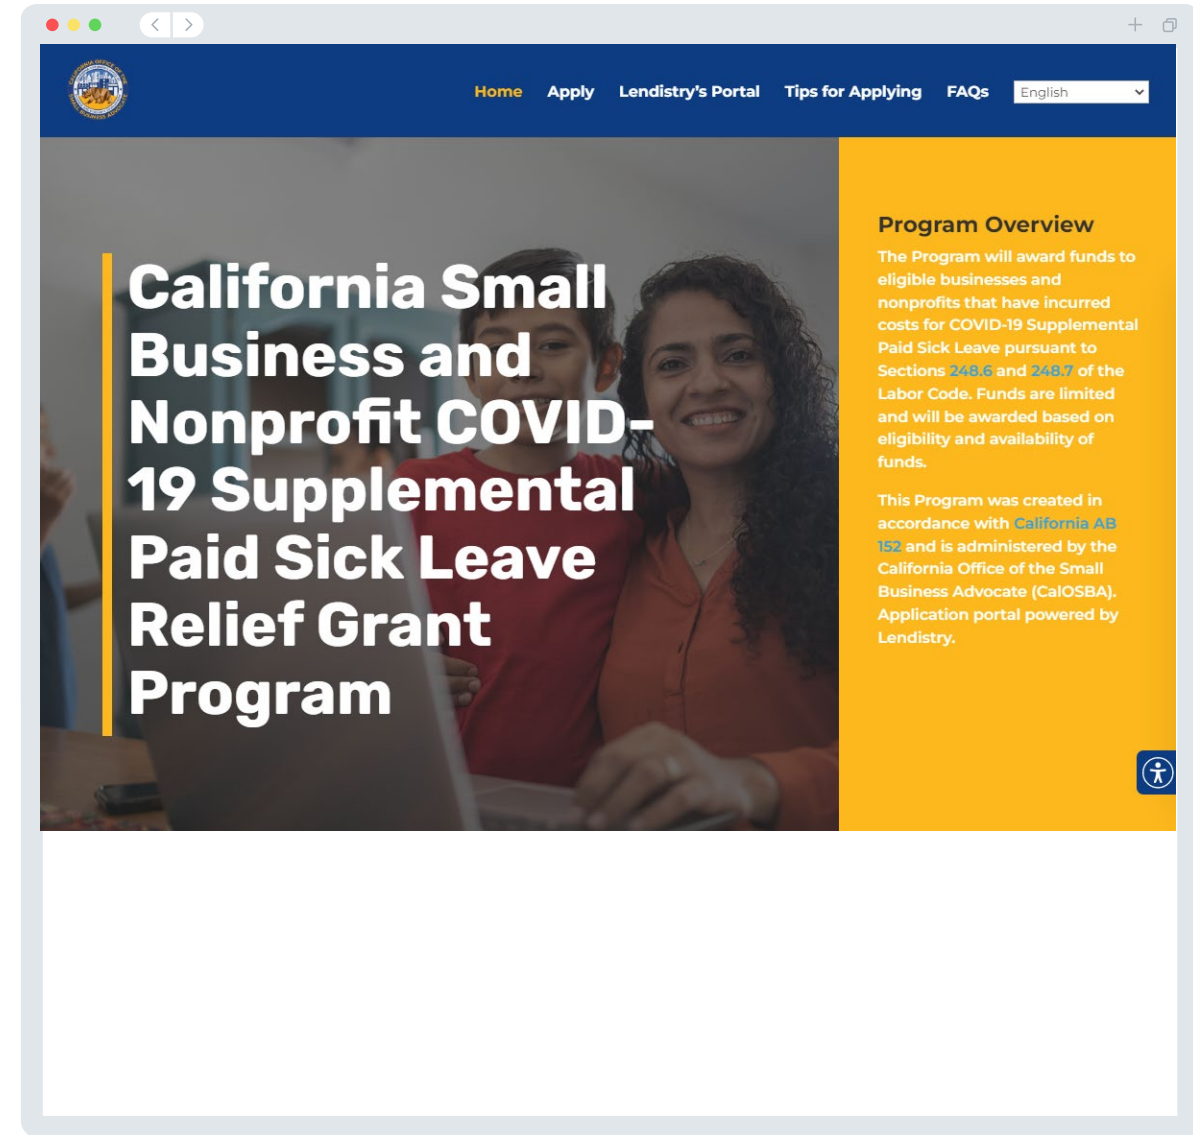 Home Apply Lendistry's Portal Tips for Applying FAQs English
California Small
Business and
Nonprofit COVID-
19 Supplemental
Paid Sick Leave
Relief Grant
Program
Program Overview
The Program will award funds to
eligible businesses and
nonprofits that have incurred
costs for COVID-19 Supplemental
Paid Sick Leave pursuant to
Sections 248.6 and 248.7 of the
Labor Code. Funds are limited
and will be awarded based on
eligibility and availability of
funds.
This Program was created in
accordance with California AB
152 and is administered by the
California Office of the Small
Business Advocate (CalOSBA).
Application portal powered by
Lendistry.